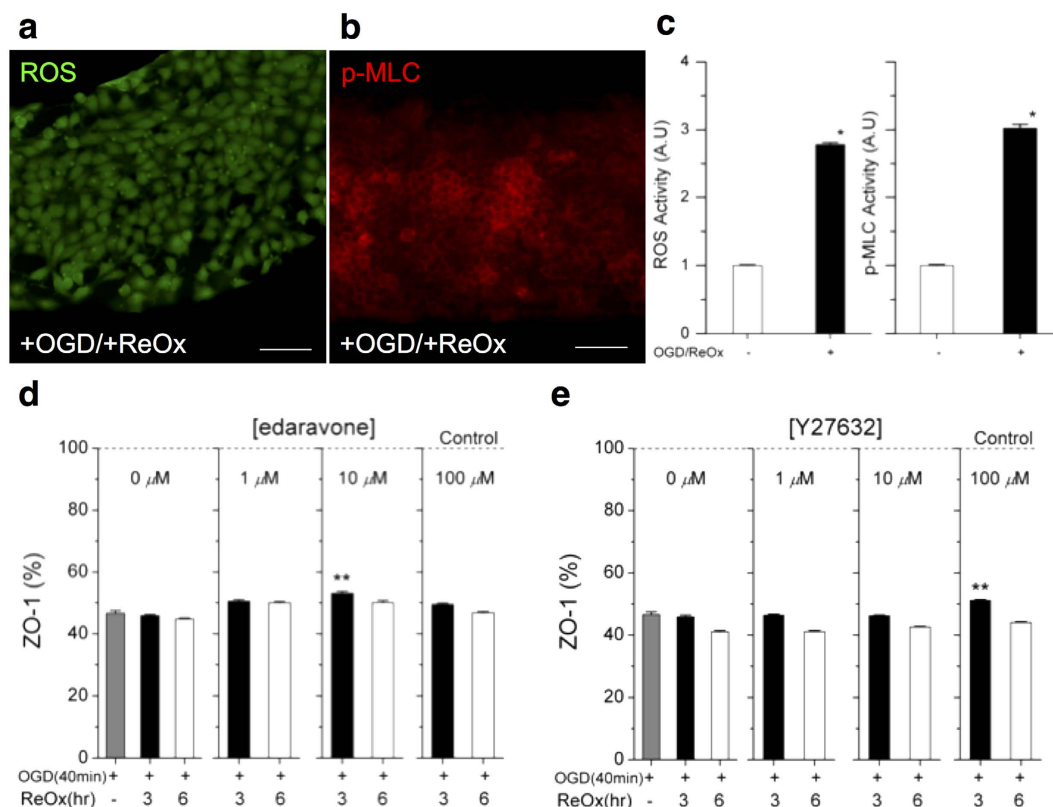 a
ROS
+OGD/+ReOx
b
p-MLC
+OGD/+ReOx
c
ROS Activity (A.U)
4
3
2
1
0
*
OGD/ReOx - +
p-MLC Activity (A.U)
*
- +
d
[edaravone]
Control
ZO-1 (%)
100
80
60
40
20
0
0 μM 1 μM 10 μM 100 μM
**
OGD(40min) + + + + + + + + +
ReOx(hr) - 3 6 3 6 3 6 3 6
e
[Y27632]
Control
ZO-1 (%)
100
80
60
40
20
0
0 μM 1 μM 10 μM 100 μM
**
OGD(40min) + + + + + + + + +
ReOx(hr) - 3 6 3 6 3 6 3 6